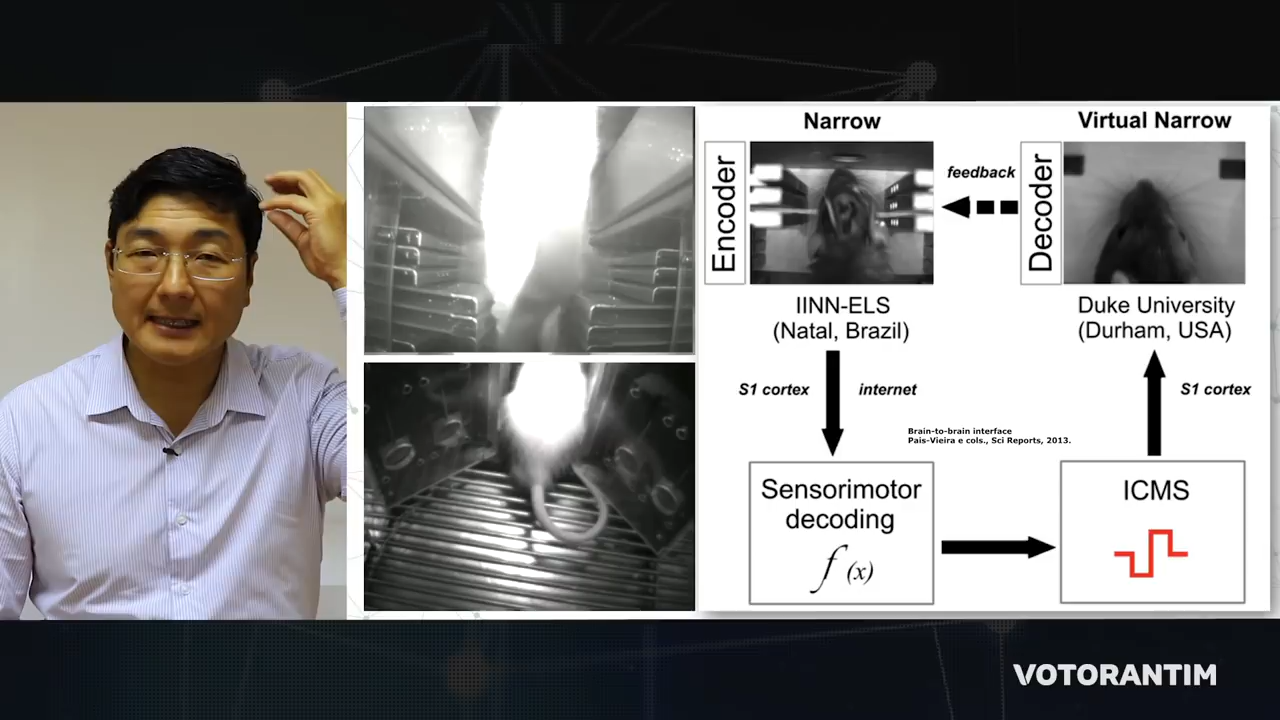 Narrow
Virtual Narrow
Encoder
feedback
Decoder
IINN-ELS
(Natal, Brazil)
Duke University
(Durham, USA)
S1 cortex
internet
S1 cortex
Brain-to-brain interface
Pais-Vieira e cols., Sci Reports, 2013.
Sensorimotor
decoding
f (x)
ICMS
VOTORANTIM